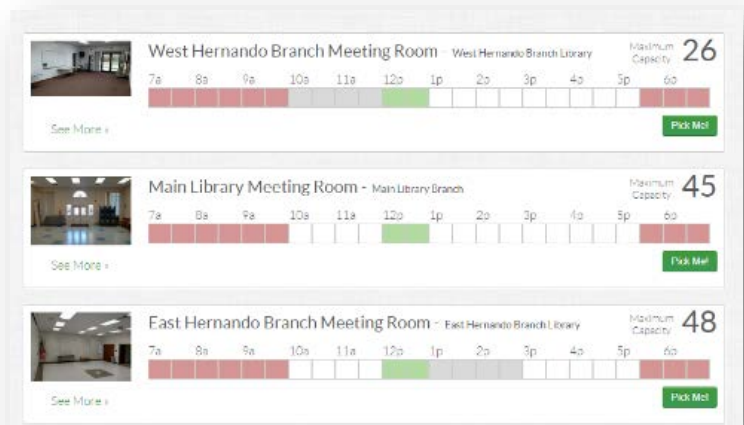 West Hernando Branch Meeting Room - West Hernando Branch Library
Maximum Capacity 26
7a 8a 9a 10a 11a 12p 1p 2p 3p 4p 5p 6p
See More »
Pick Me!
Main Library Meeting Room - Main Library Branch
Maximum Capacity 45
7a 8a 9a 10a 11a 12p 1p 2p 3p 4p 5p 6p
See More »
Pick Me!
East Hernando Branch Meeting Room - East Hernando Branch Library
Maximum Capacity 48
7a 8a 9a 10a 11a 12p 1p 2p 3p 4p 5p 6p
See More »
Pick Me!